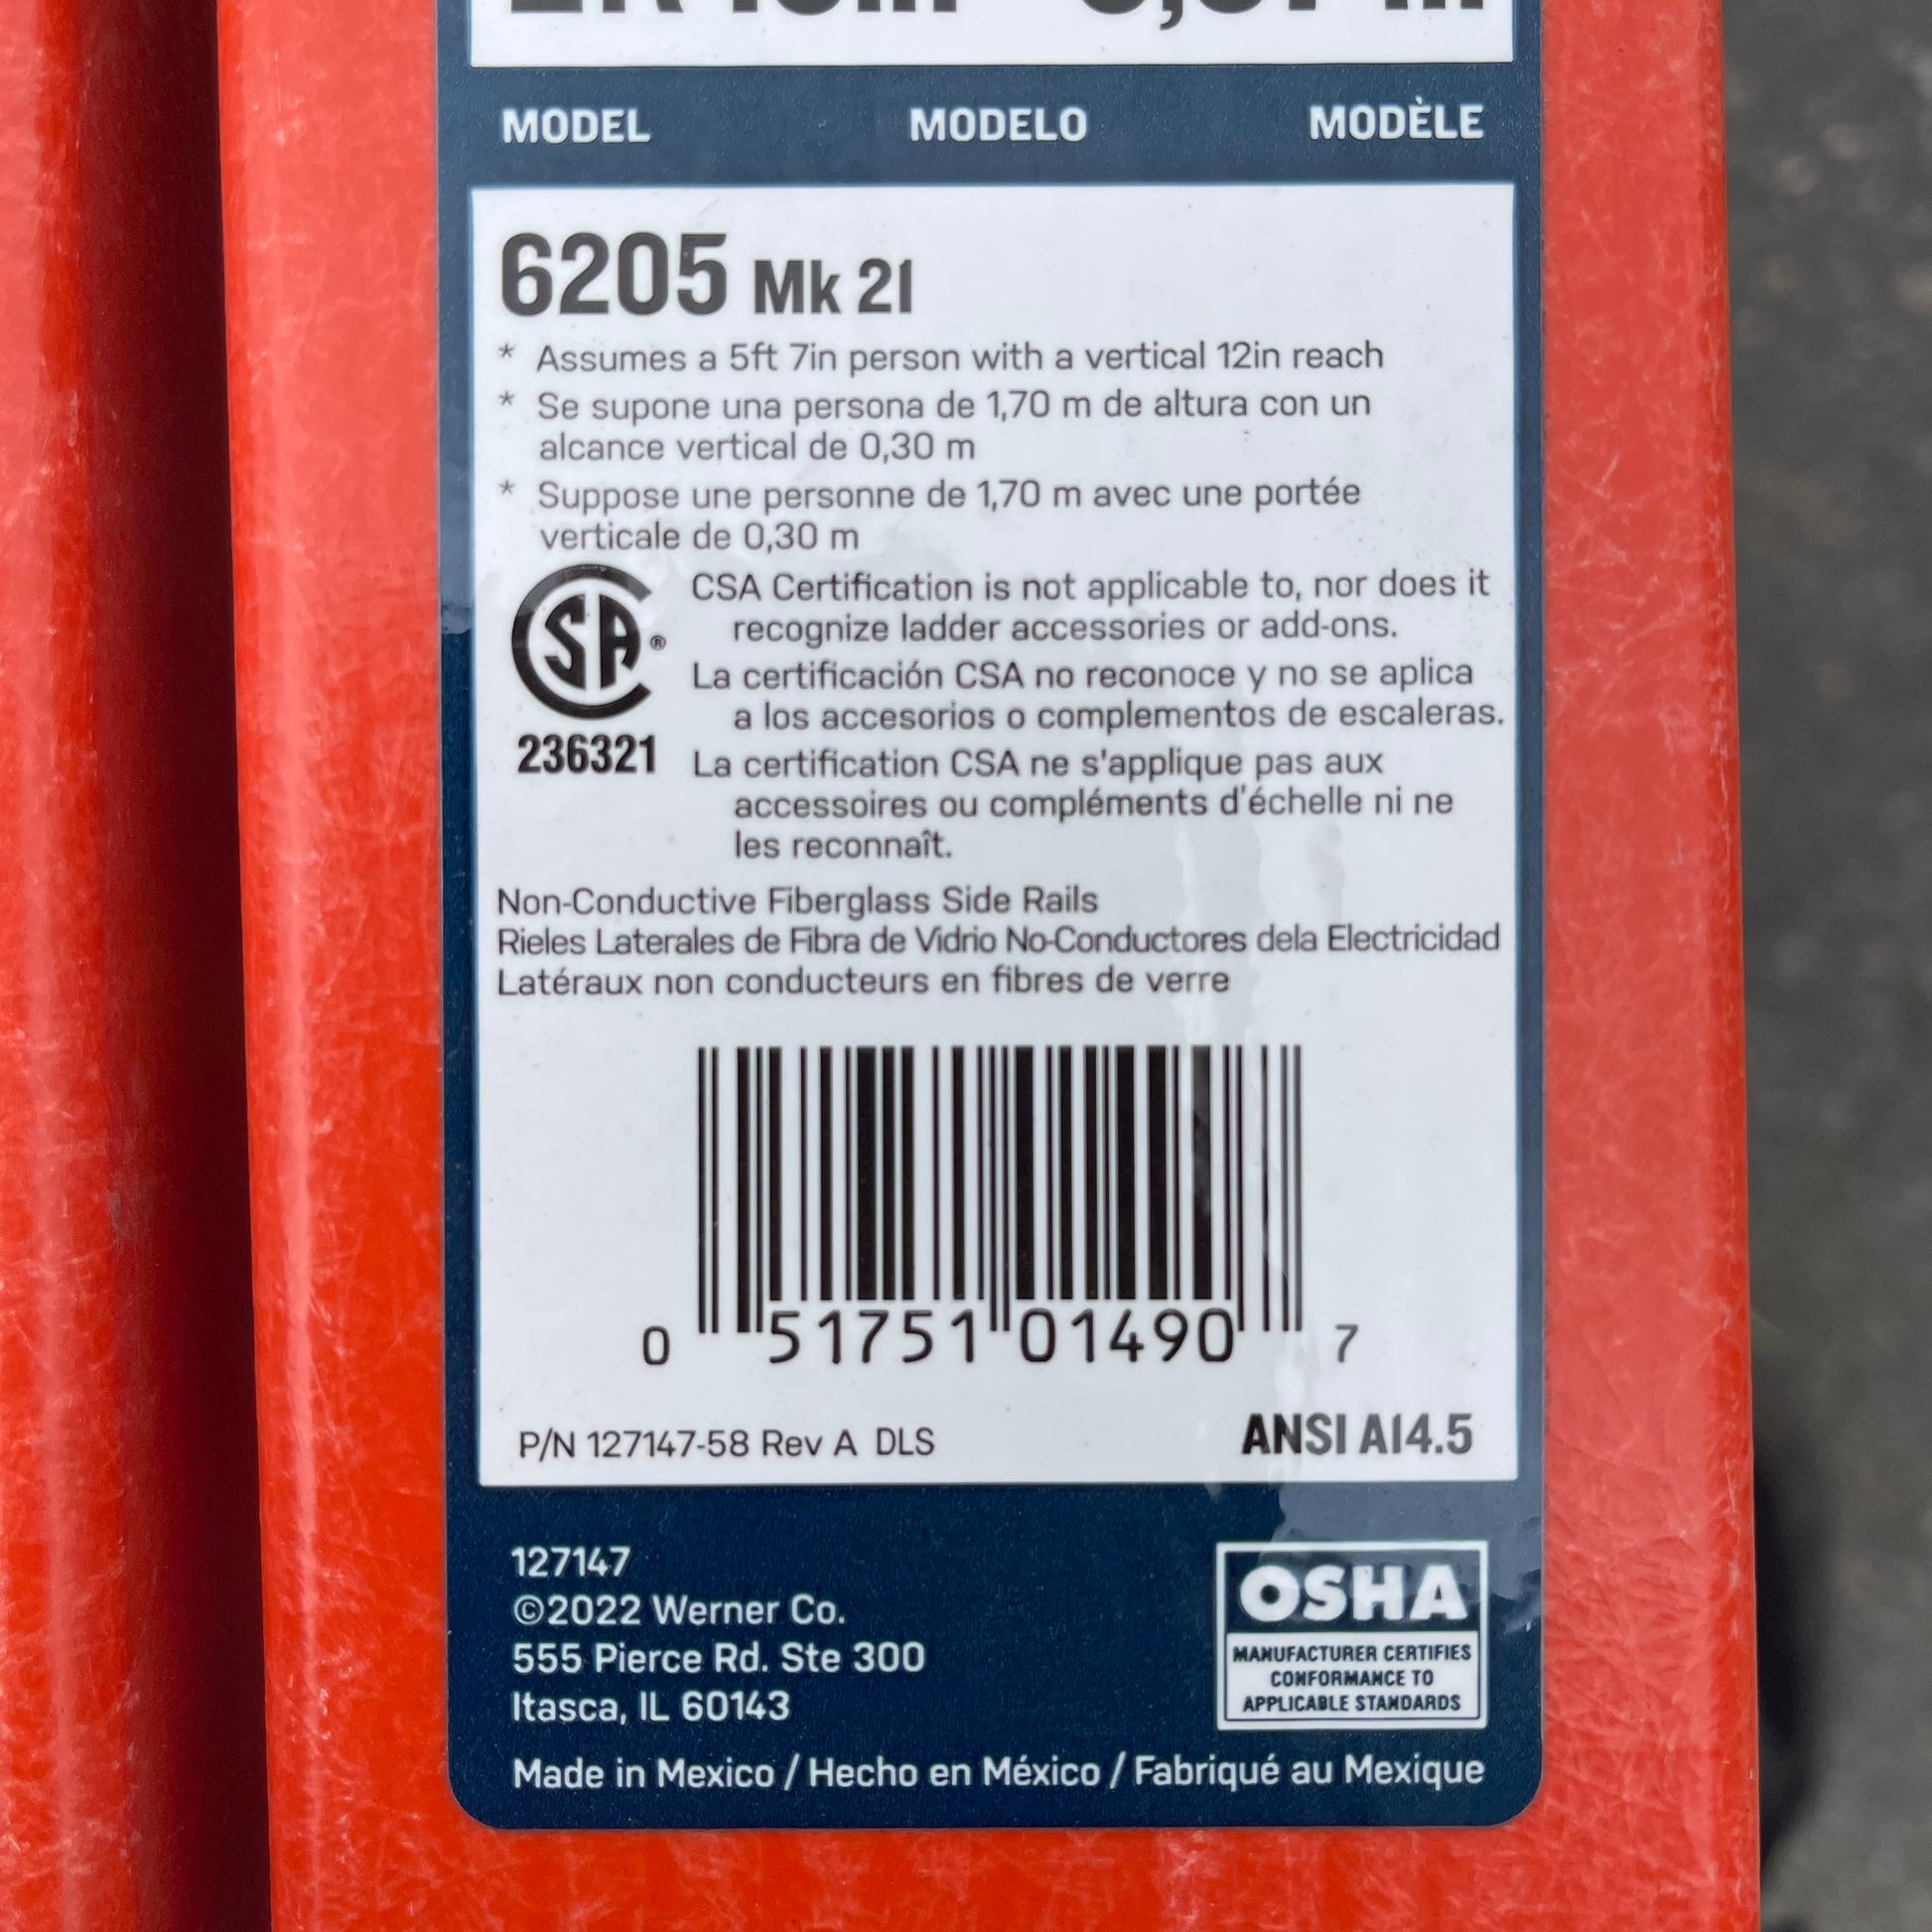 MODEL MODELO MODÈLE
6205 Mk 21
* Assumes a 5ft 7in person with a vertical 12in reach
* Se supone una persona de 1,70 m de altura con un
alcance vertical de 0,30 m
* Suppose une personne de 1,70 m avec une portée
verticale de 0,30 m
CSA Certification is not applicable to, nor does it
recognize ladder accessories or add-ons.
SA®
La certificación CSA no reconoce y no se aplica
a los accesorios o complementos de escaleras.
236321
La certification CSA ne s'applique pas aux
accessoires ou compléments d'échelle ni ne
les reconnaît.
Non-Conductive Fiberglass Side Rails
Rieles Laterales de Fibra de Vidrio No-Conductores dela Electricidad
Latéraux non conducteurs en fibres de verre
0 51751 01490 7
P/N 127147-58 Rev A DLS
ANSI A14.5
127147
©2022 Werner Co.
555 Pierce Rd. Ste 300
Itasca, IL 60143
OSHA
MANUFACTURER CERTIFIES
CONFORMANCE TO
APPLICABLE STANDARDS
Made in Mexico / Hecho en México / Fabriqué au Mexique